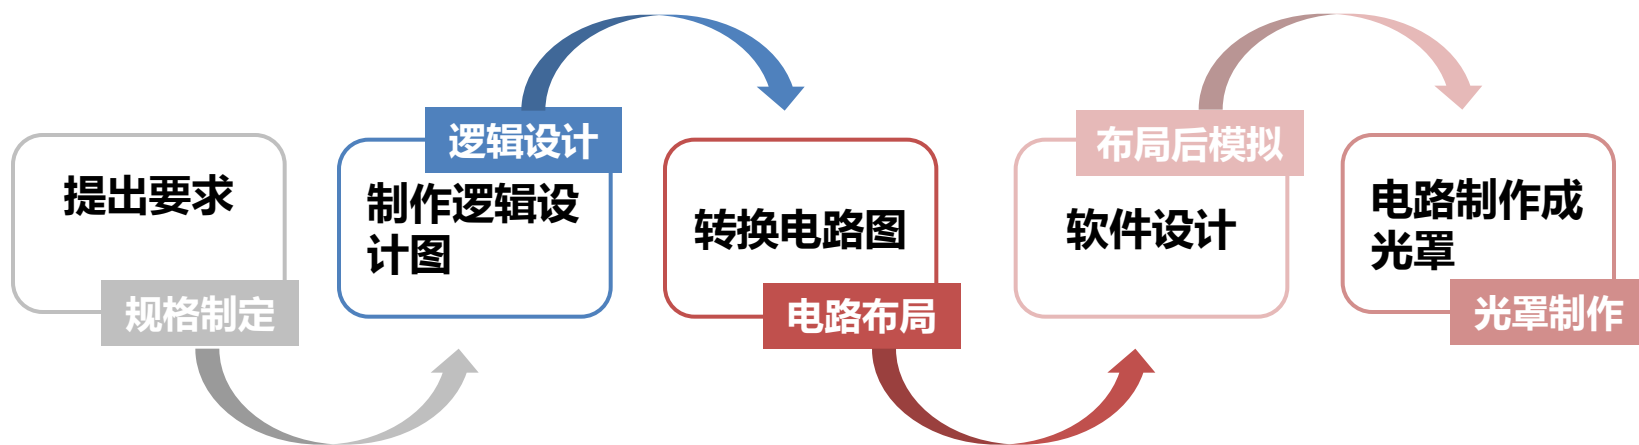 提出要求
规格制定
逻辑设计
制作逻辑设
计图
转换电路图
电路布局
布局后模拟
软件设计
电路制作成
光罩
光罩制作